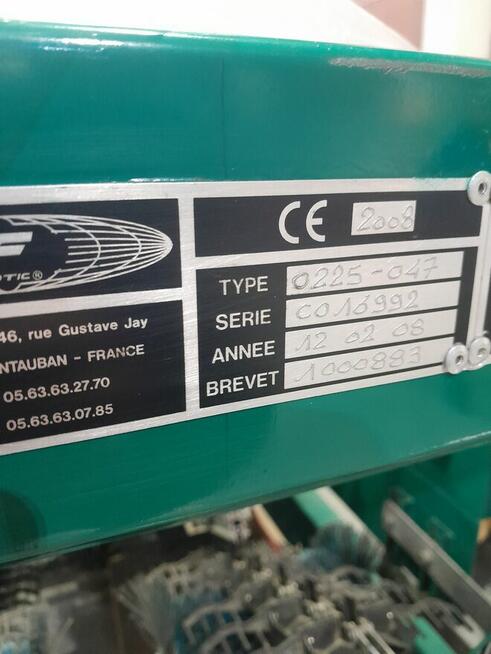 OTIC®
46, rue Gustave Jay
NTAUBAN - FRANCE
05.63.63.27.70
05.63.63.07.85
CE 2008
TYPE 0225-047
SERIE C016992
ANNEE 12 02 08
BREVET 1000883